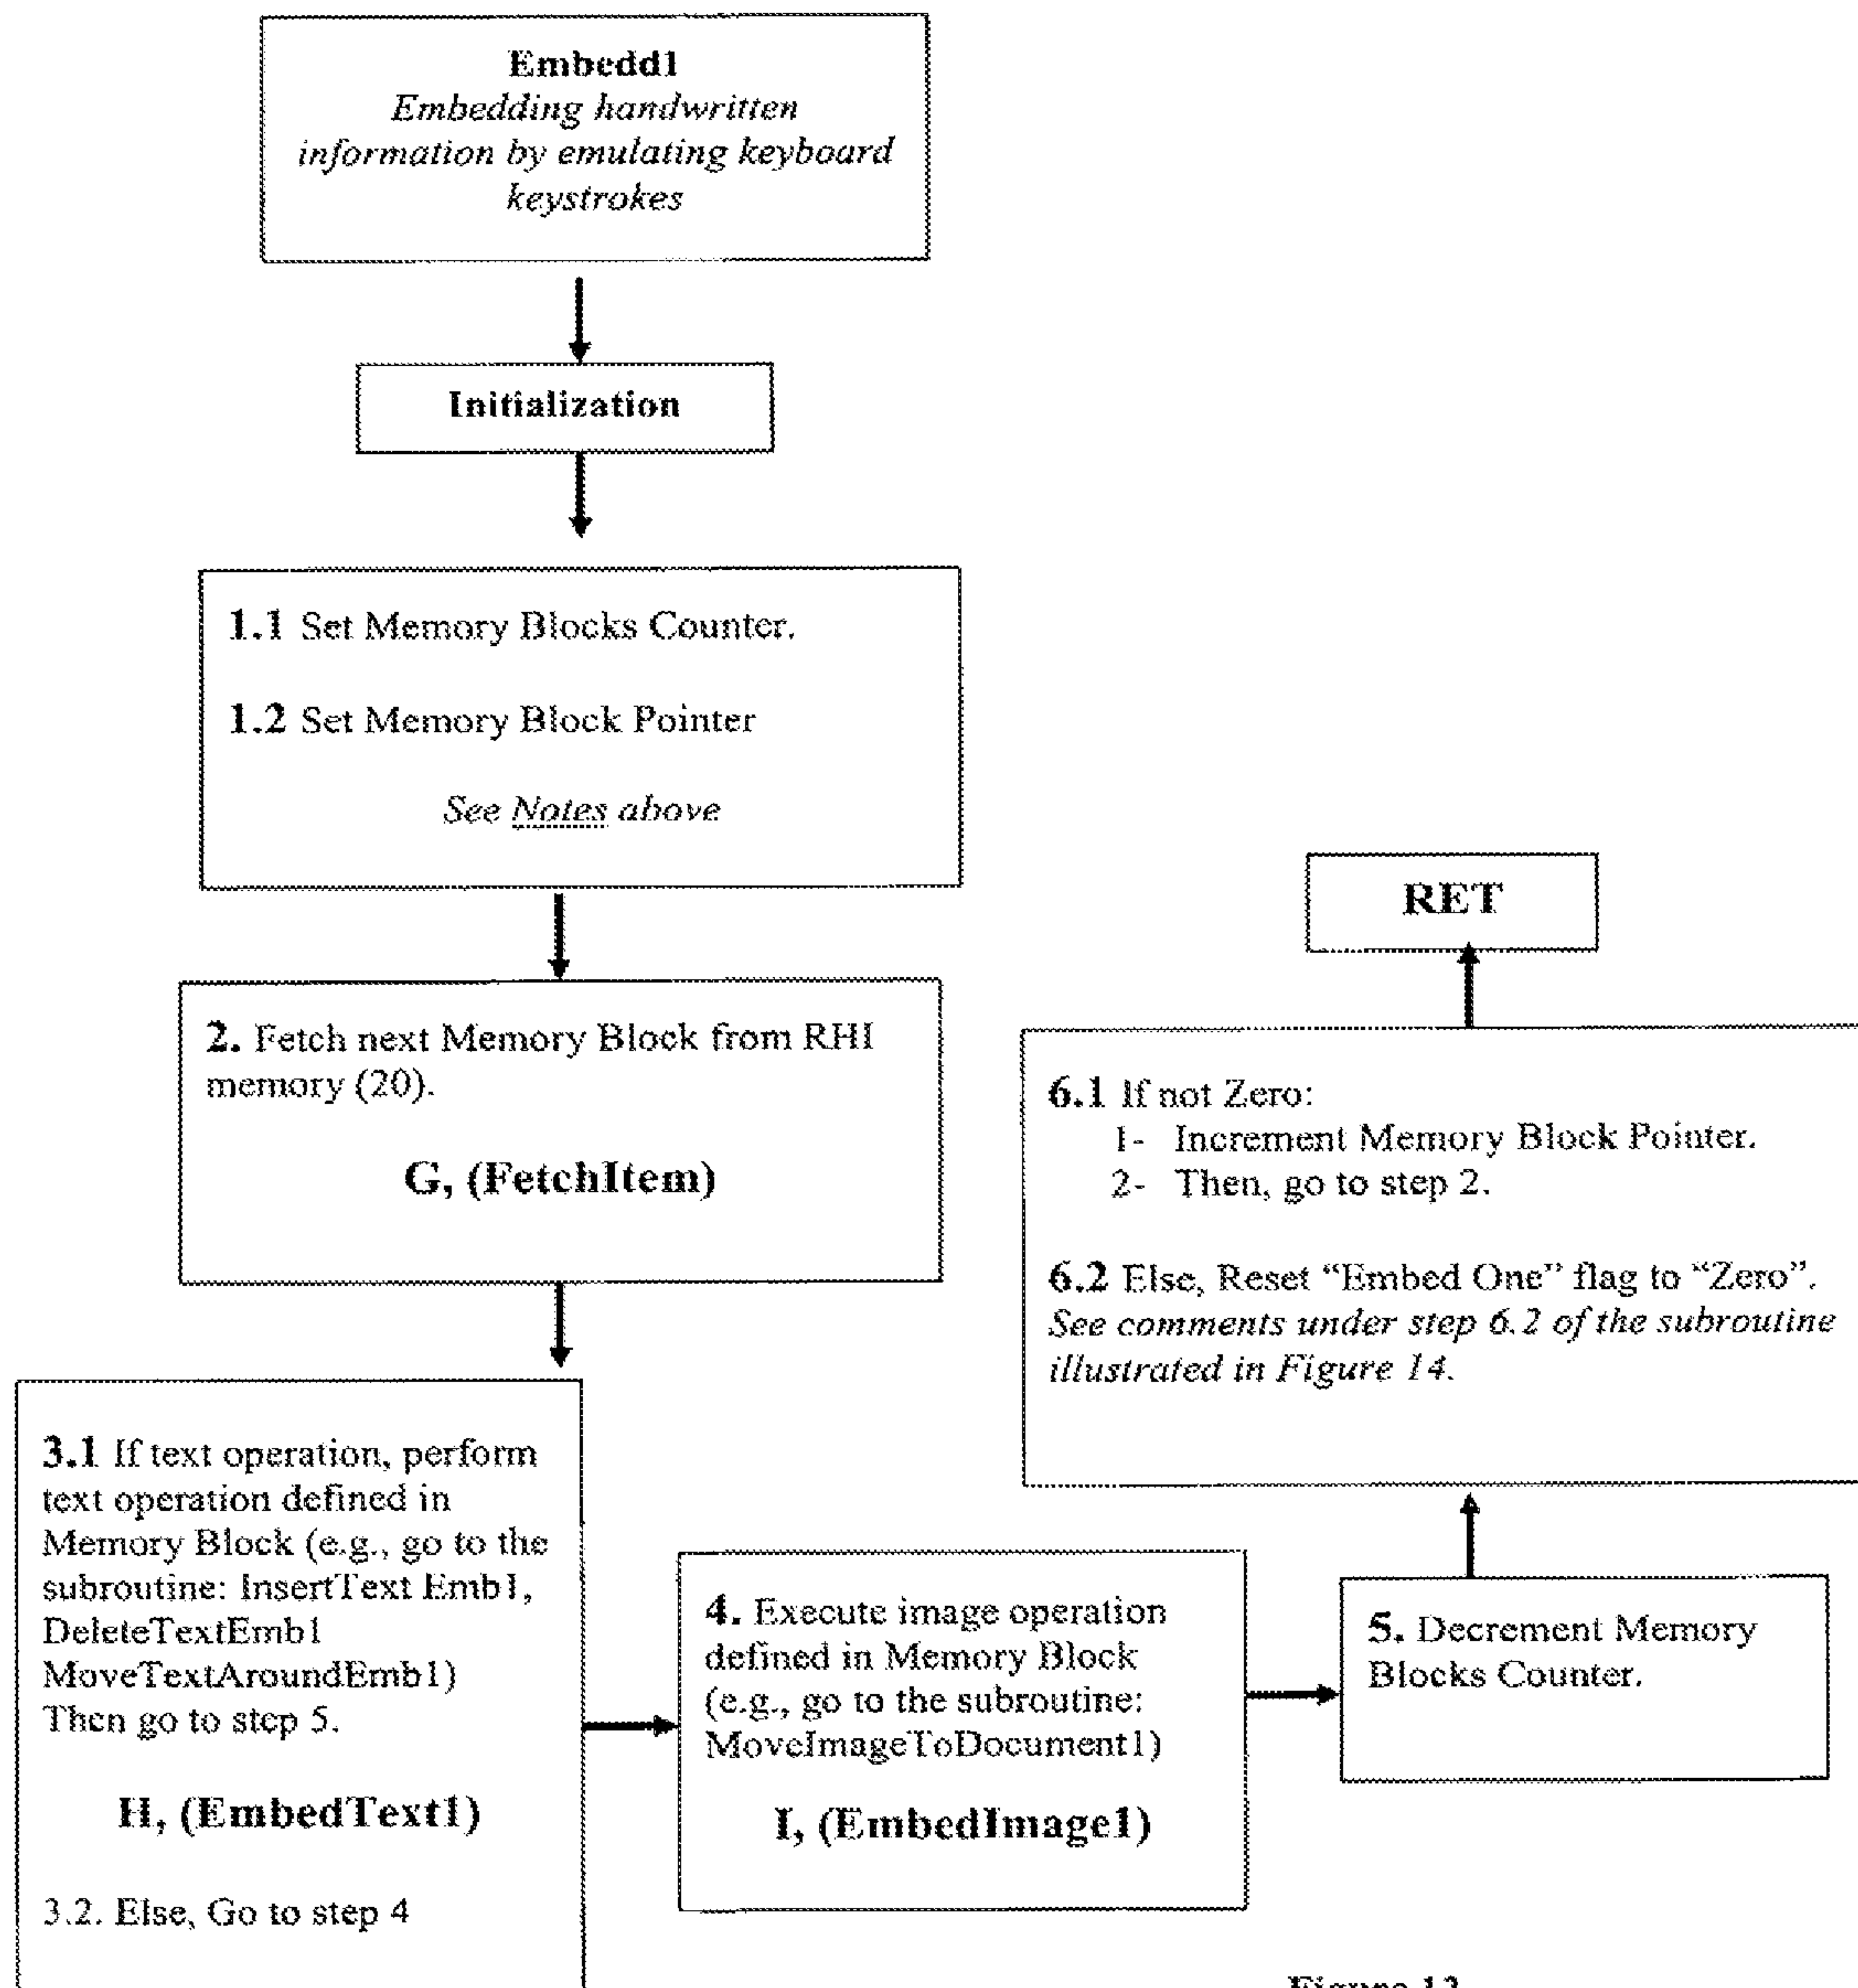 Embedd1
Embedding handwritten
information by emulating keyboard
keystrokes
Initialization
1.1 Set Memory Blocks Counter.
1.2 Set Memory Block Pointer
See Notes above
2. Fetch next Memory Block from RHI
memory (20).
G, (FetchItem)
3.1 If text operation, perform
text operation defined in
Memory Block (e.g., go to the
subroutine: InsertText Emb1,
DeleteTextEmb1
MoveTextAroundEmb1)
Then go to step 5.
H, (EmbedText1)
3.2. Else, Go to step 4
4. Execute image operation
defined in Memory Block
(e.g., go to the subroutine:
MoveImageToDocument1)
I, (EmbedImage1)
5. Decrement Memory
Blocks Counter.
6.1 If not Zero:
1- Increment Memory Block Pointer.
2- Then, go to step 2.
6.2 Else, Reset “Embed One” flag to “Zero”.
See comments under step 6.2 of the subroutine
illustrated in Figure 14.
RET
Figure 13